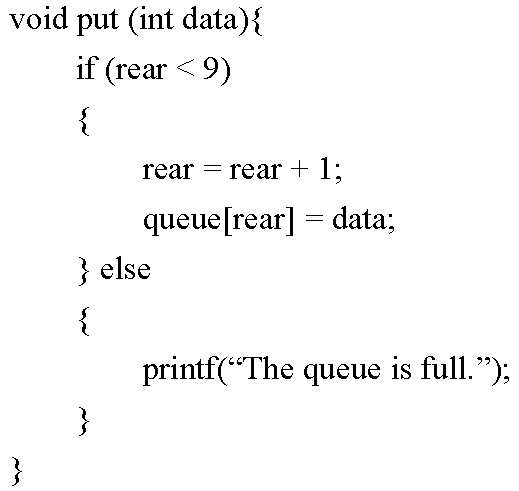 void put (int data){
if (rear < 9)
{
rear = rear + 1;
queue[rear] = data;
} else
{
printf(“The queue is full.”);
}
}